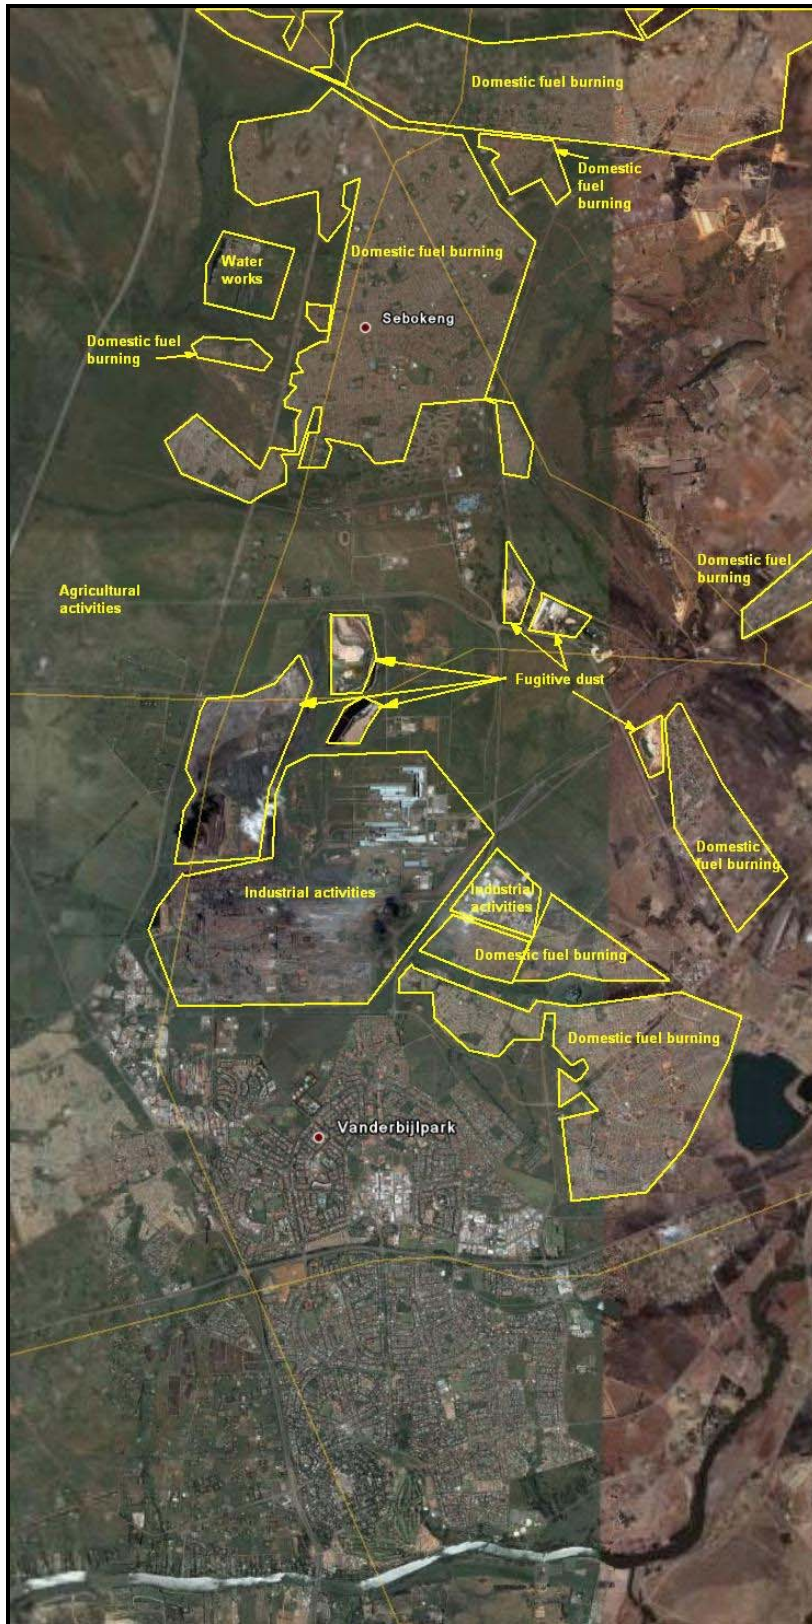 Domestic fuel burning
Domestic
fuel
burning
Domestic fuel burning
Water
works
Sebokeng
Domestic fuel
burning
Domestic fuel
burning
Agricultural
activities
Fugitive dust
Domestic
fuel burning
Industrial activities
Industrial
activities
Domestic fuel burning
Domestic fuel burning
Vanderbijlpark